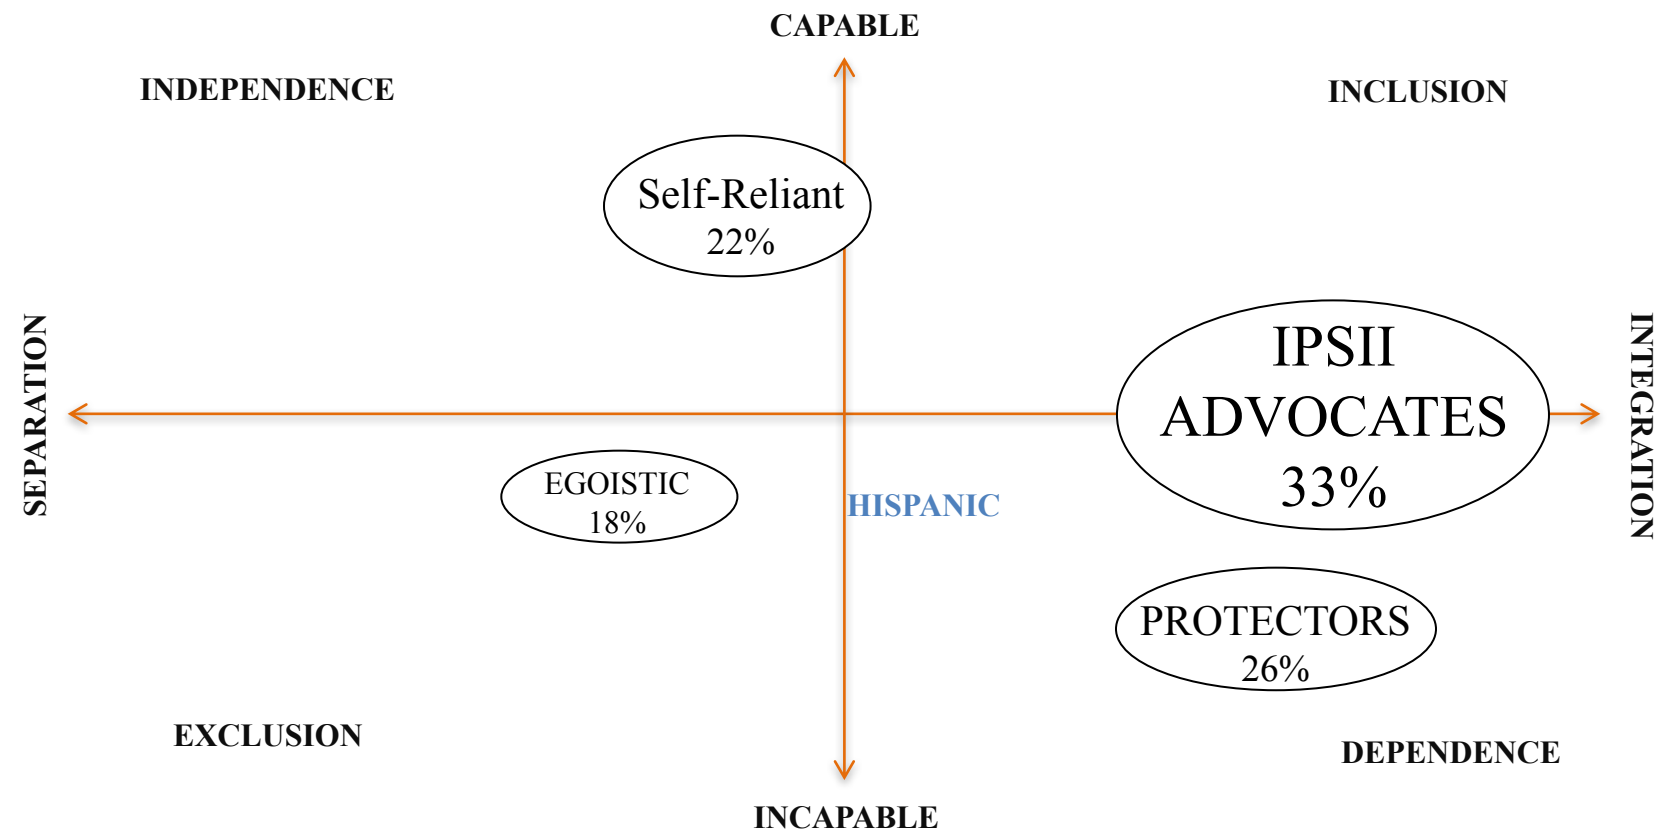 CAPABLE
INDEPENDENCE
INCLUSION
Self-Reliant
22%
SEPARATION
INTEGRATION
IPSII
ADVOCATES
33%
EGOISTIC
18%
HISPANIC
PROTECTORS
26%
EXCLUSION
DEPENDENCE
INCAPABLE